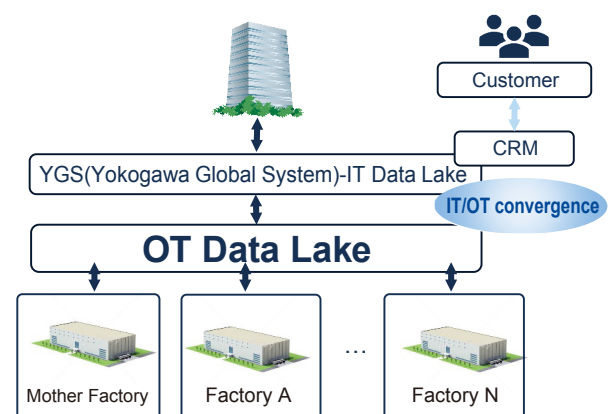 Customer
CRM
YGS(Yokogawa Global System)-IT Data Lake
IT/OT convergence
OT Data Lake
Mother Factory
Factory A
…
Factory N